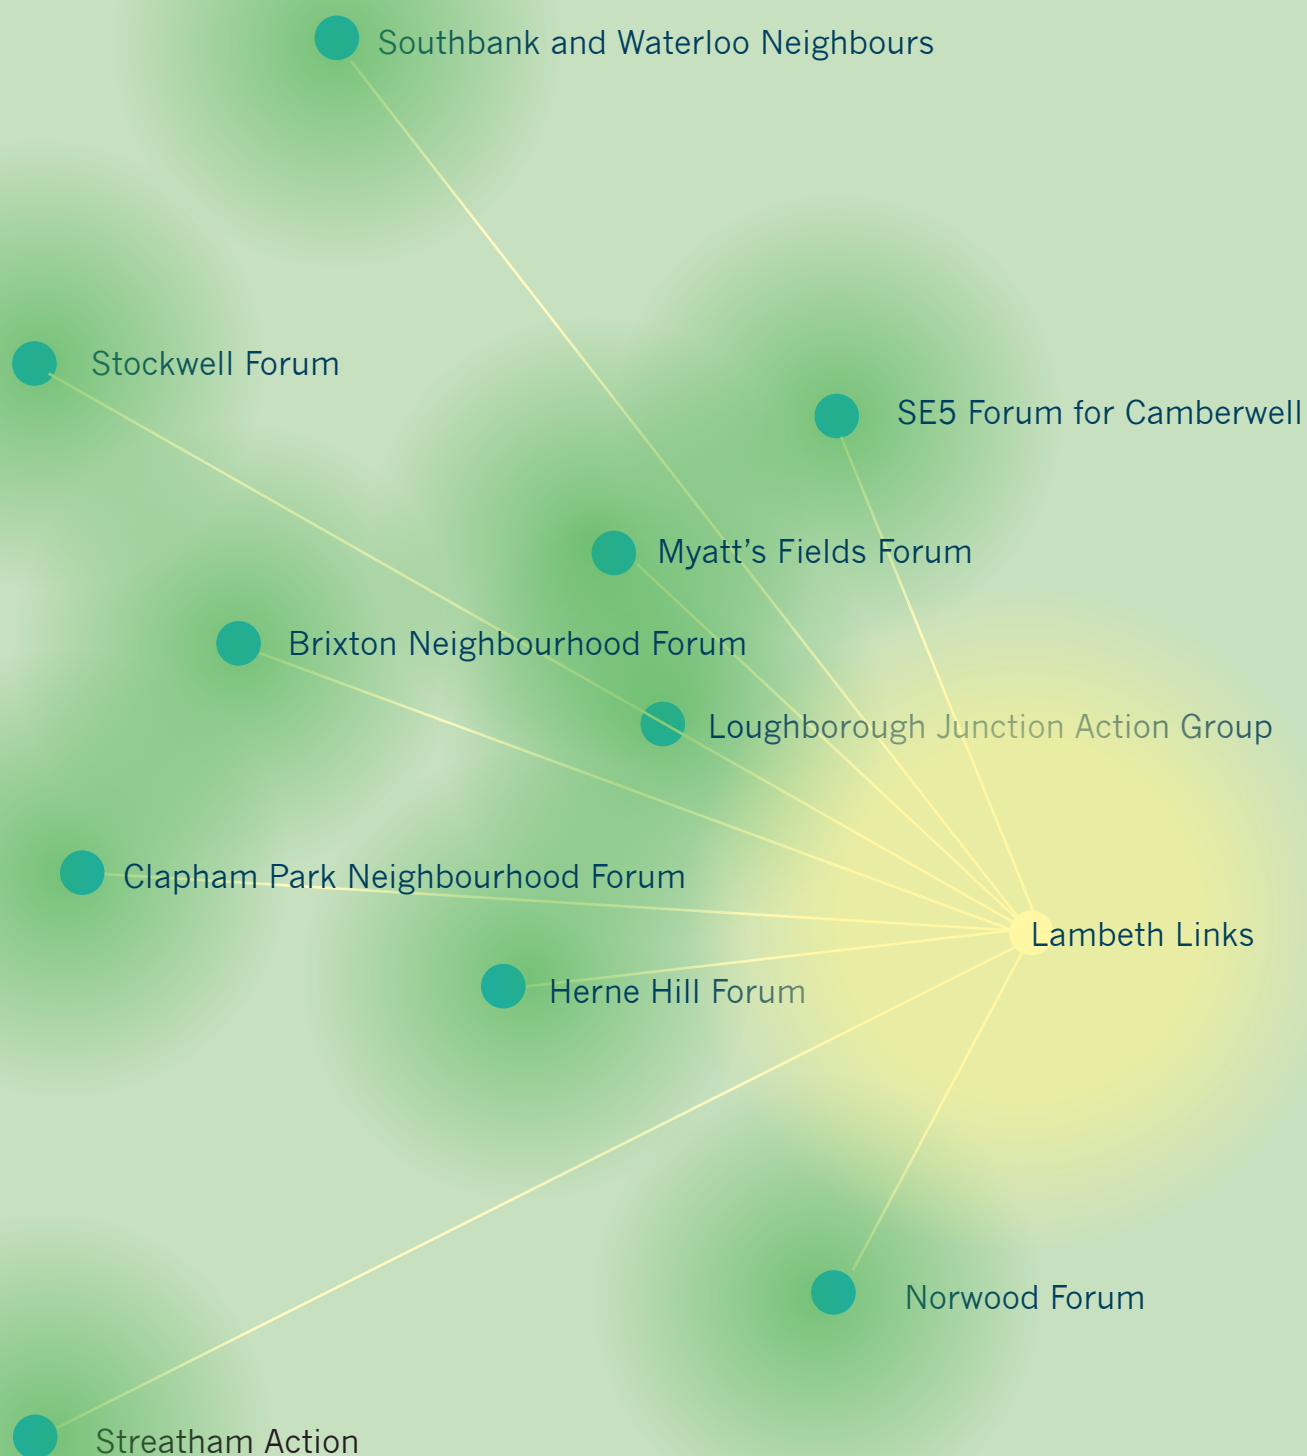 Southbank and Waterloo Neighbours
Stockwell Forum
SE5 Forum for Camberwell
Myatt’s Fields Forum
Brixton Neighbourhood Forum
Loughborough Junction Action Group
Clapham Park Neighbourhood Forum
Lambeth Links
Herne Hill Forum
Norwood Forum
Streatham Action